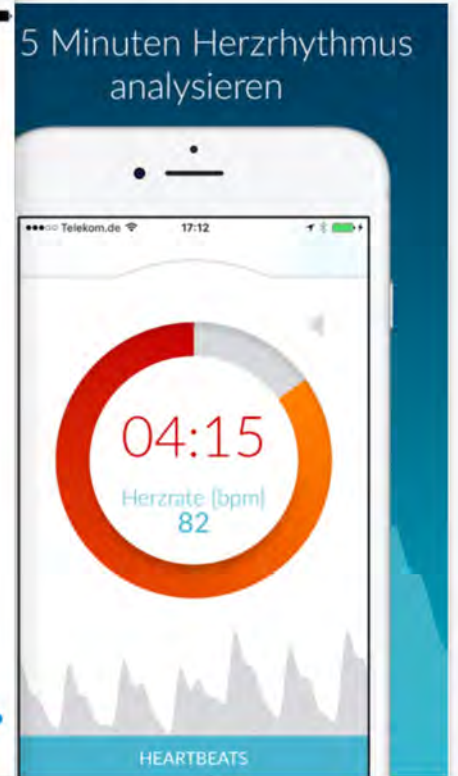 5 Minuten Herzrhythmus
analysieren
Telekom.de 17:12
04:15
Herzrate (bpm)
82
HEARTBEATS